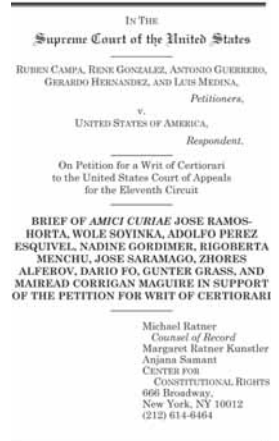 IN THE
Supreme Court of the United States
RUBEN CAMPA, RENE GONZALEZ, ANTONIO GUERRERO,
GERARDO HERNANDEZ, AND LUIS MEDINA,
Petitioners,
v.
UNITED STATES OF AMERICA,
Respondent.
On Petition for a Writ of Certiorari
to the United States Court of Appeals
for the Eleventh Circuit
BRIEF OF AMICI CURIAE JOSE RAMOS-
HORTA, WOLE SOYINKA, ADOLFO PEREZ
ESQUIVEL, NADINE GORDIMER, RIGOBERTA
MENCHU, JOSE SARAMAGO, ZHORES
ALFEROV, DARIO FO, GUNTER GRASS, AND
MAIREAD CORRIGAN MAGUIRE IN SUPPORT
OF THE PETITION FOR WRIT OF CERTIORARI
Michael Ratner
Counsel of Record
Margaret Ratner Kunstler
Anjana Samant
CENTER FOR
CONSTITUTIONAL RIGHTS
666 Broadway,
New York, NY 10012
(212) 614-6464